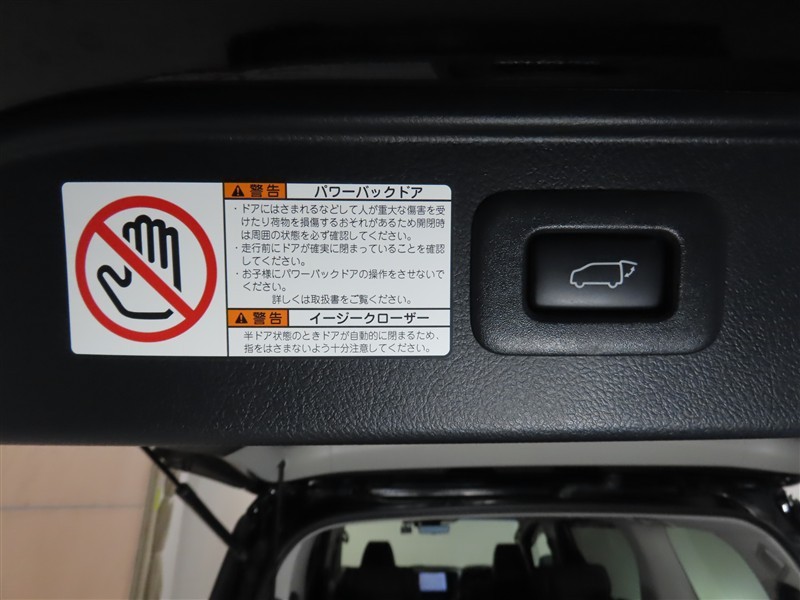 警告 パワーバックドア
・ドアにはさまれるなどして人が重大な傷害を受
けたり荷物を損傷するおそれがあるため開閉時
は周囲の状態を必ず確認してください。
・走行前にドアが確実に閉まっていることを確認
してください。
・お子様にパワーバックドアの操作をさせないで
ください。
詳しくは取扱書をご覧ください。
警告 イージークローザー
半ドア状態のときドアが自動的に閉まるため、
指をはさまないよう十分注意してください。